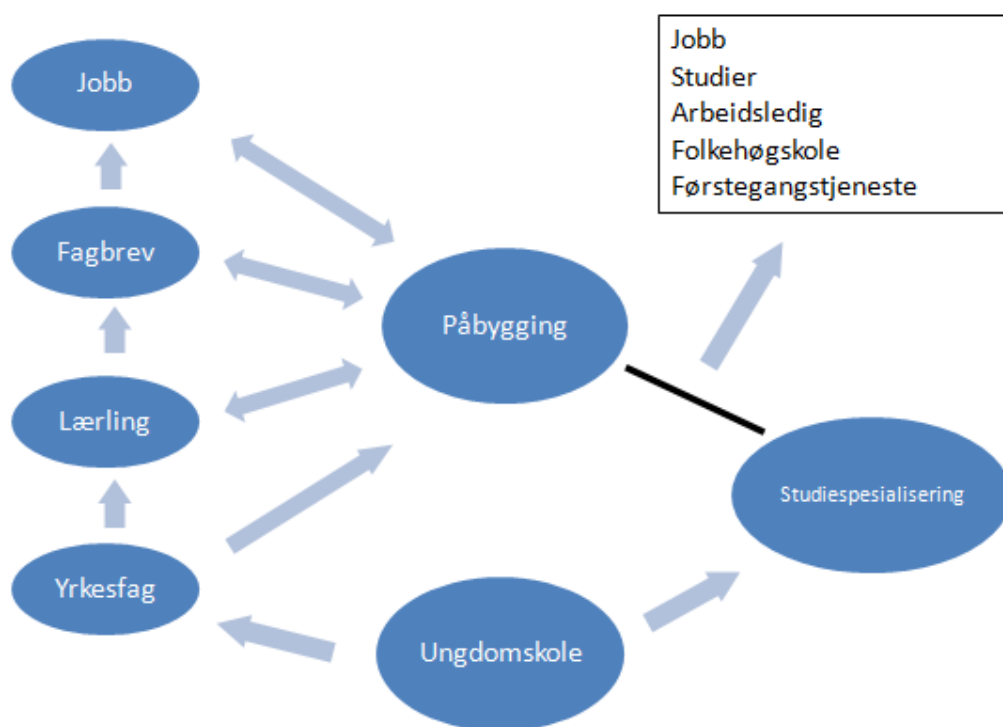 Jobb
Studier
Arbeidsledig
Folkehøgskole
Førstegangstjeneste
Jobb
Fagbrev
Påbygging
Lærling
Studiespesialisering
Yrkesfag
Ungdomskole